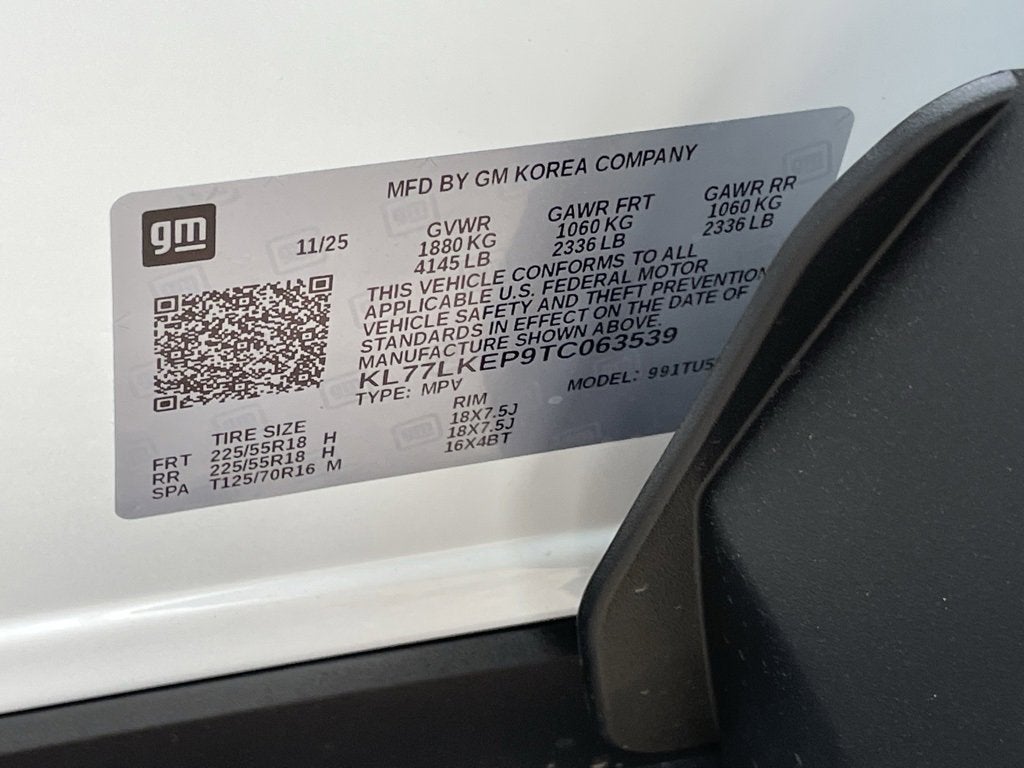 MFD BY GM KOREA COMPANY
gm
11/25
GVWR GAWR FRT GAWR RR
1880 KG 1060 KG 1060 KG
4145 LB 2336 LB 2336 LB
THIS VEHICLE CONFORMS TO ALL
APPLICABLE U.S. FEDERAL MOTOR
VEHICLE SAFETY AND THEFT PREVENTION
STANDARDS IN EFFECT ON THE DATE OF
MANUFACTURE SHOWN ABOVE.
KL77LKEP9TC063539
TYPE: MPV MODEL:
TIRE SIZE RIM
FRT 225/55R18 H 18X7.5J
RR 225/55R18 H 18X7.5J
SPA T125/70R16 M 16X4BT